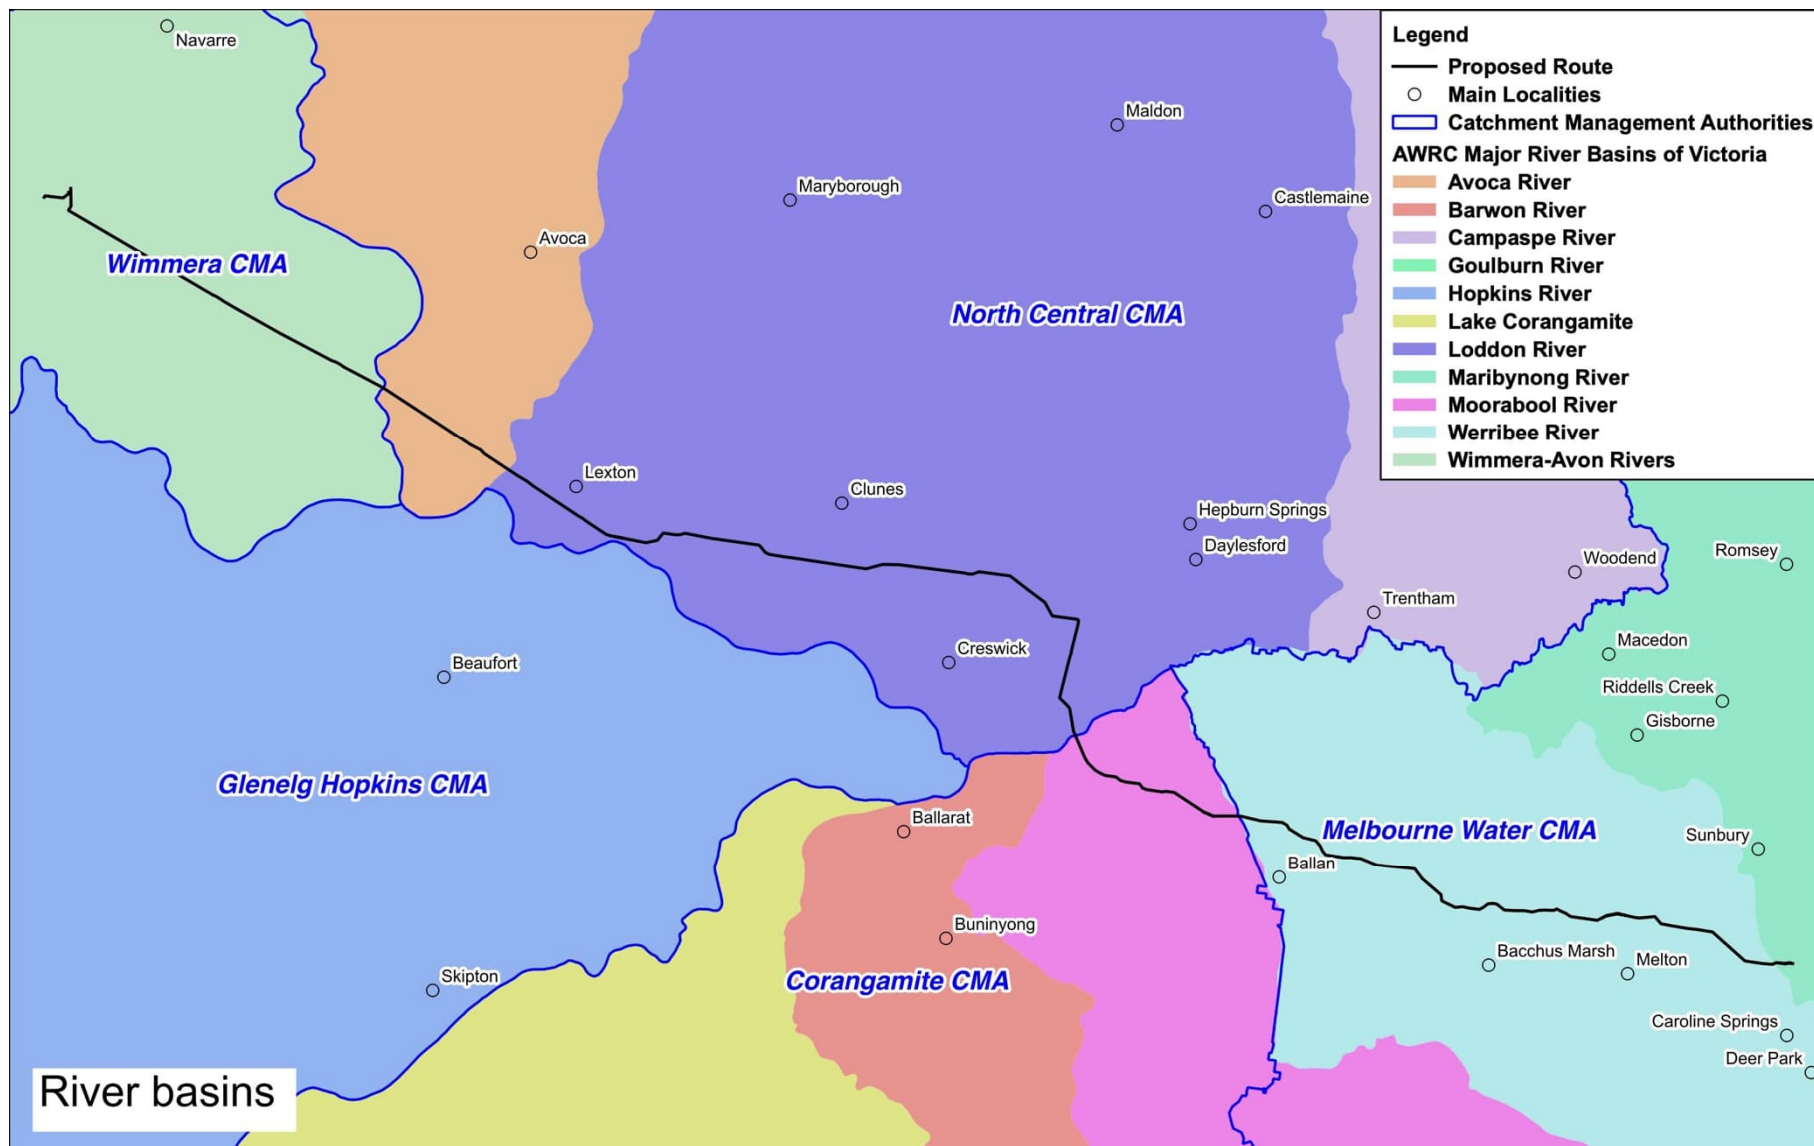 Navarre
Maldon
Maryborough
Castlemaine
Avoca
Wimmera CMA
North Central CMA
Lexton
Clunes
Hepburn Springs
Daylesford
Woodend
Romsey
Trentham
Macedon
Creswick
Beaufort
Riddells Creek
Gisborne
Glenelg Hopkins CMA
Ballarat
Melbourne Water CMA
Sunbury
Ballan
Buninyong
Bacchus Marsh
Melton
Skipton
Corangamite CMA
Caroline Springs
Deer Park
River basins
Legend
Proposed Route
Main Localities
Catchment Management Authorities
AWRC Major River Basins of Victoria
Avoca River
Barwon River
Campaspe River
Goulburn River
Hopkins River
Lake Corangamite
Loddon River
Maribynong River
Moorabool River
Werribee River
Wimmera-Avon Rivers